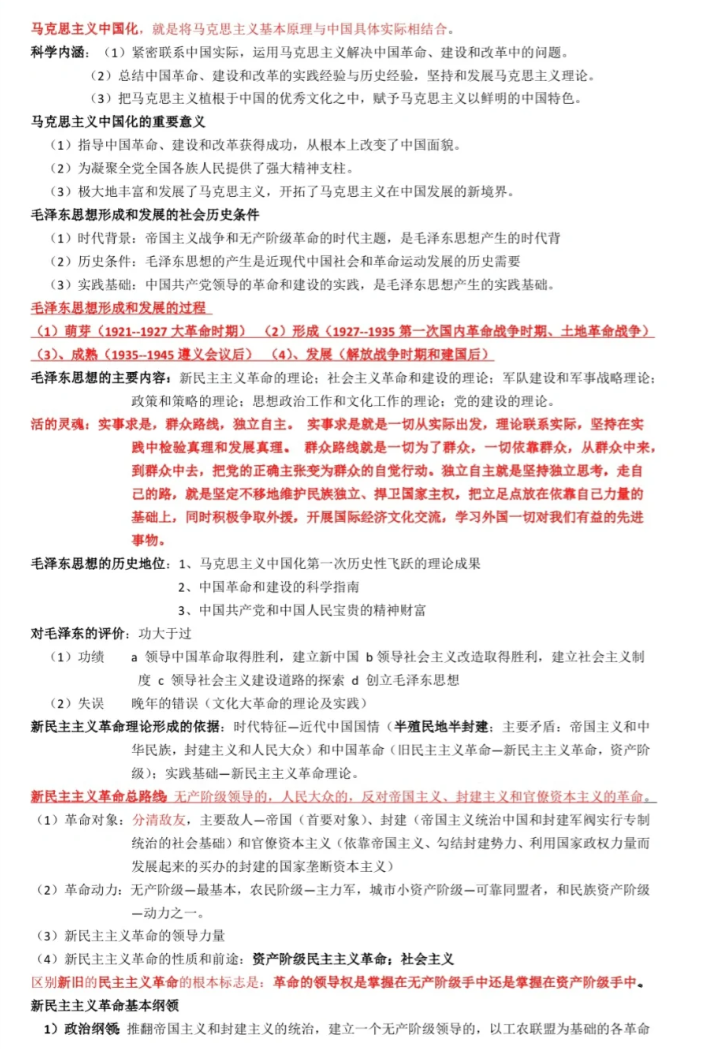 马克思主义中国化，就是将马克思主义基本原理与中国具体实际相结合。
科学内涵：（1）紧密联系中国实际，运用马克思主义解决中国革命、建设和改革中的问题。
（2）总结中国革命、建设和改革的实践经验与历史经验，坚持和发展马克思主义理论。
（3）把马克思主义植根于中国的优秀文化之中，赋予马克思主义以鲜明的中国特色。
马克思主义中国化的重要意义
（1）指导中国革命、建设和改革获得成功，从根本上改变了中国面貌。
（2）为凝聚全党全国各族人民提供了强大精神支柱。
（3）极大地丰富和发展了马克思主义，开拓了马克思主义在中国发展的新境界。
毛泽东思想形成和发展的社会历史条件
（1）时代背景：帝国主义战争和无产阶级革命的时代主题，是毛泽东思想产生的时代背
（2）历史条件：毛泽东思想的产生是近现代中国社会和革命运动发展的历史需要
（3）实践基础：中国共产党领导的革命和建设的实践，是毛泽东思想产生的实践基础。
毛泽东思想形成和发展的过程
（1）萌芽（1921--1927 大革命时期） （2）形成（1927--1935 第一次国内革命战争时期、土地革命战争）
（3）、成熟（1935--1945 遵义会议后） （4）、发展（解放战争时期和建国后）
毛泽东思想的主要内容：新民主主义革命的理论；社会主义革命和建设的理论；军队建设和军事战略理论；
政策和策略的理论；思想政治工作和文化工作的理论；党的建设的理论。
活的灵魂：实事求是，群众路线，独立自主。 实事求是就是一切从实际出发，理论联系实际，坚持在实
践中检验真理和发展真理。 群众路线就是一切为了群众，一切依靠群众，从群众中来，
到群众中去，把党的正确主张变为群众的自觉行动。独立自主就是坚持独立思考，走自
己的路，就是坚定不移地维护民族独立、捍卫国家主权，把立足点放在依靠自己力量的
基础上，同时积极争取外援，开展国际经济文化交流，学习外国一切对我们有益的先进
事物。
毛泽东思想的历史地位：1、马克思主义中国化第一次历史性飞跃的理论成果
2、中国革命和建设的科学指南
3、中国共产党和中国人民宝贵的精神财富
对毛泽东的评价：功大于过
（1）功绩 a 领导中国革命取得胜利，建立新中国 b 领导社会主义改造取得胜利，建立社会主义制
度 c 领导社会主义建设道路的探索 d 创立毛泽东思想
（2）失误 晚年的错误（文化大革命的理论及实践）
新民主主义革命理论形成的依据：时代特征—近代中国国情（半殖民地半封建；主要矛盾：帝国主义和中
华民族，封建主义和人民大众）和中国革命（旧民主主义革命—新民主主义革命，资产阶
级）；实践基础—新民主主义革命理论。
新民主主义革命总路线：无产阶级领导的，人民大众的，反对帝国主义、封建主义和官僚资本主义的革命。
（1）革命对象：分清敌友，主要敌人—帝国（首要对象）、封建（帝国主义统治中国和封建军阀实行专制
统治的社会基础）和官僚资本主义（依靠帝国主义、勾结封建势力、利用国家政权力量而
发展起来的买办的封建的国家垄断资本主义）
（2）革命动力：无产阶级—最基本，农民阶级—主力军，城市小资产阶级—可靠同盟者，和民族资产阶级
—动力之一。
（3）新民主主义革命的领导力量
（4）新民主主义革命的性质和前途：资产阶级民主主义革命；社会主义
区别新旧的民主主义革命的根本标志是：革命的领导权是掌握在无产阶级手中还是掌握在资产阶级手中。
新民主主义革命基本纲领
1）政治纲领：推翻帝国主义和封建主义的统治，建立一个无产阶级领导的，以工农联盟为基础的各革命